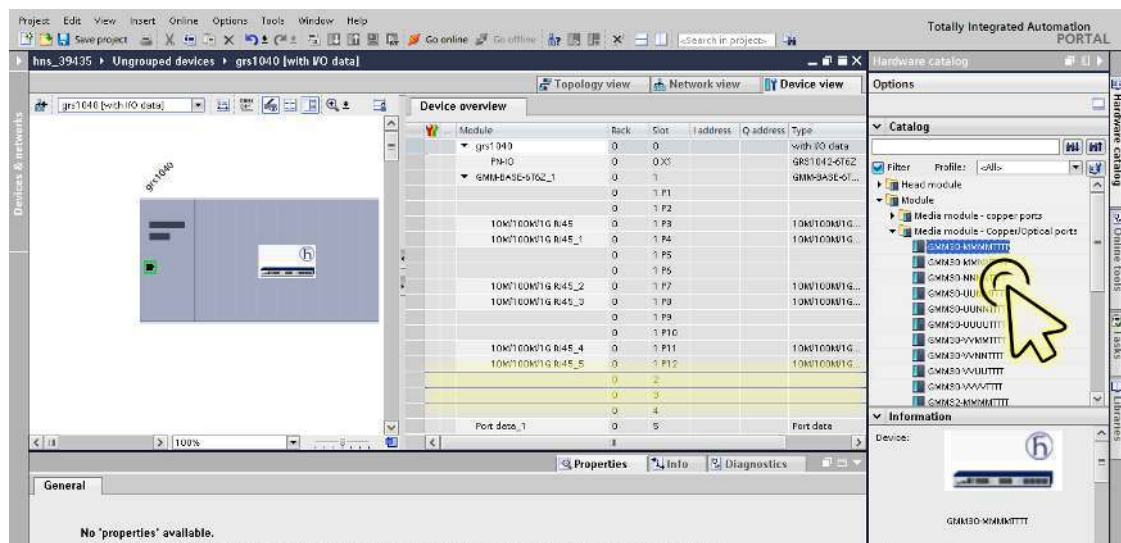 Project Edit View Insert Online Options Tools Window Help
Totally Integrated Automation
PORTAL
Save project
Go online
Go offline
<Search in project>
hns_39435 ▸ Ungrouped devices ▸ grs1040 [with I/O data]
Hardware catalog
Topology view
Network view
Device view
Options
grs1040 [with I/O data]
Device overview
Module Rack Slot I address Q address Type
grs1040 0 0 with I/O data
PN-IO 0 0 X1 GRS1042-6T6Z
GMM-BASE-6T6Z_1 0 1 GMM-BASE-6T...
0 1 P1
0 1 P2
10M/100M/1G RJ45 0 1 P3 10M/100M/1G...
10M/100M/1G RJ45_1 0 1 P4 10M/100M/1G...
0 1 P5
0 1 P6
10M/100M/1G RJ45_2 0 1 P7 10M/100M/1G...
10M/100M/1G RJ45_3 0 1 P8 10M/100M/1G...
0 1 P9
0 1 P10
10M/100M/1G RJ45_4 0 1 P11 10M/100M/1G...
10M/100M/1G RJ45_5 0 1 P12 10M/100M/1G...
0 2
0 3
0 4
Port data_1 0 5 Port data
grs1040
100%
Catalog
Filter Profile: <All>
Head module
Module
Media module - copper ports
Media module - Copper/Optical ports
GMM30-MMMMTTTT
GMM30-UUUUTTTT
GMM30-VVMMTTTT
GMM30-VVNNTTTT
GMM30-VVUUTTTT
GMM30-VVVVTTTT
GMM32-MMMMTTTT
Information
Device:
GMM30-MMMMTTTT
Properties
Info
Diagnostics
General
No 'properties' available.
Devices & networks
Hardware catalog
Online tools
Tasks
Libraries